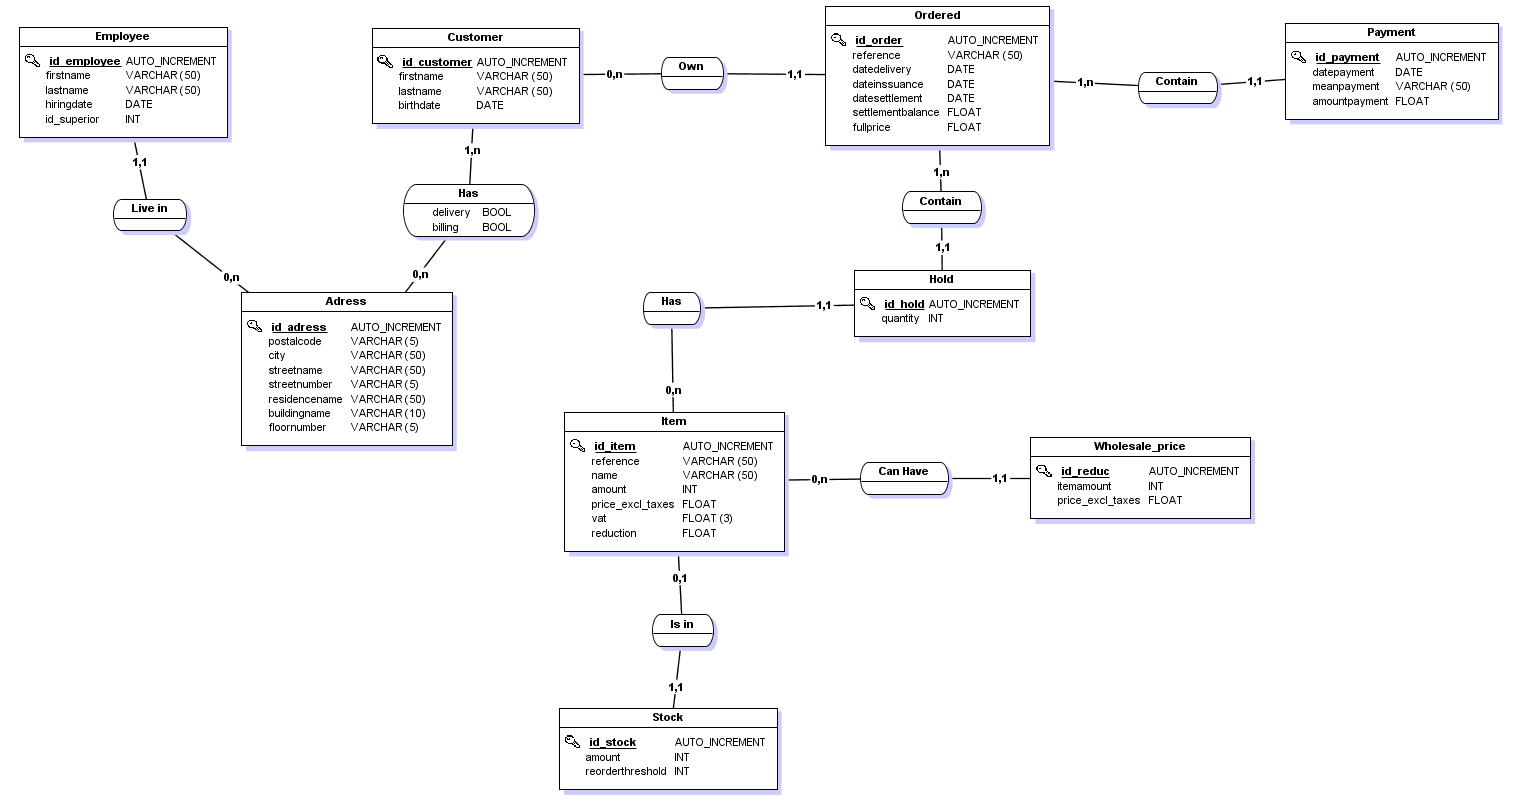 Employee
id_employee AUTO_INCREMENT
firstname VARCHAR (50)
lastname VARCHAR (50)
hiringdate DATE
id_superior INT
Customer
id_customer AUTO_INCREMENT
firstname VARCHAR (50)
lastname VARCHAR (50)
birthdate DATE
0,n
Own
1,1
Ordered
id_order AUTO_INCREMENT
reference VARCHAR (50)
datedelivery DATE
dateinssuance DATE
datesettlement DATE
settlementbalance FLOAT
fullprice FLOAT
1,n
Contain
1,1
Payment
id_payment AUTO_INCREMENT
datepayment DATE
meanpayment VARCHAR (50)
amountpayment FLOAT
1,1
Live in
0,n
1,n
Has
delivery BOOL
billing BOOL
0,n
Adress
id_adress AUTO_INCREMENT
postalcode VARCHAR (5)
city VARCHAR (50)
streetname VARCHAR (50)
streetnumber VARCHAR (5)
residencename VARCHAR (50)
buildingname VARCHAR (10)
floornumber VARCHAR (5)
1,n
Contain
1,1
Hold
id_hold AUTO_INCREMENT
quantity INT
1,1
Has
0,n
Item
id_item AUTO_INCREMENT
reference VARCHAR (50)
name VARCHAR (50)
amount INT
price_excl_taxes FLOAT
vat FLOAT (3)
reduction FLOAT
0,n
Can Have
1,1
Wholesale_price
id_reduc AUTO_INCREMENT
itemamount INT
price_excl_taxes FLOAT
0,1
Is in
1,1
Stock
id_stock AUTO_INCREMENT
amount INT
reorderthreshold INT